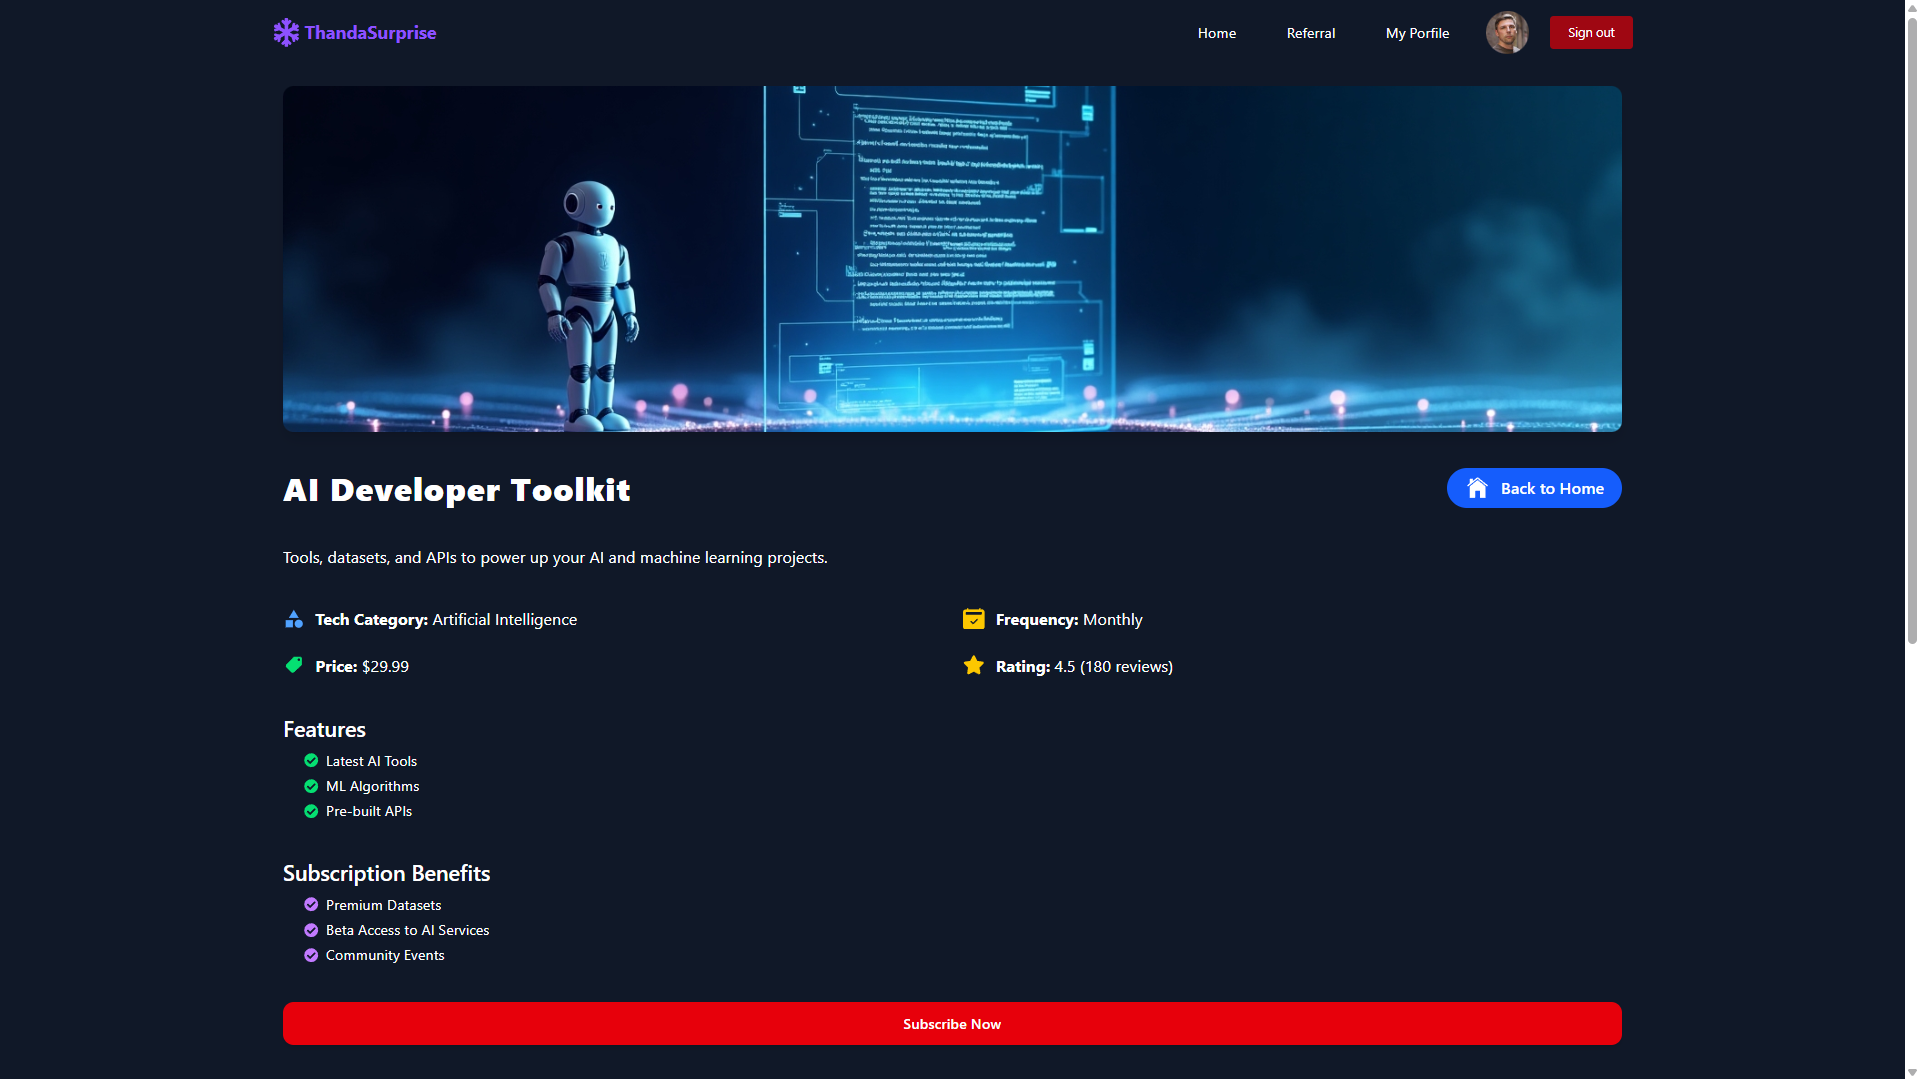 ThandaSurprise
Home
Referral
My Porfile
Sign out
AI Developer Toolkit
Back to Home
Tools, datasets, and APIs to power up your AI and machine learning projects.
Tech Category: Artificial Intelligence
Frequency: Monthly
Price: $29.99
Rating: 4.5 (180 reviews)
Features
Latest AI Tools
ML Algorithms
Pre-built APIs
Subscription Benefits
Premium Datasets
Beta Access to AI Services
Community Events
Subscribe Now